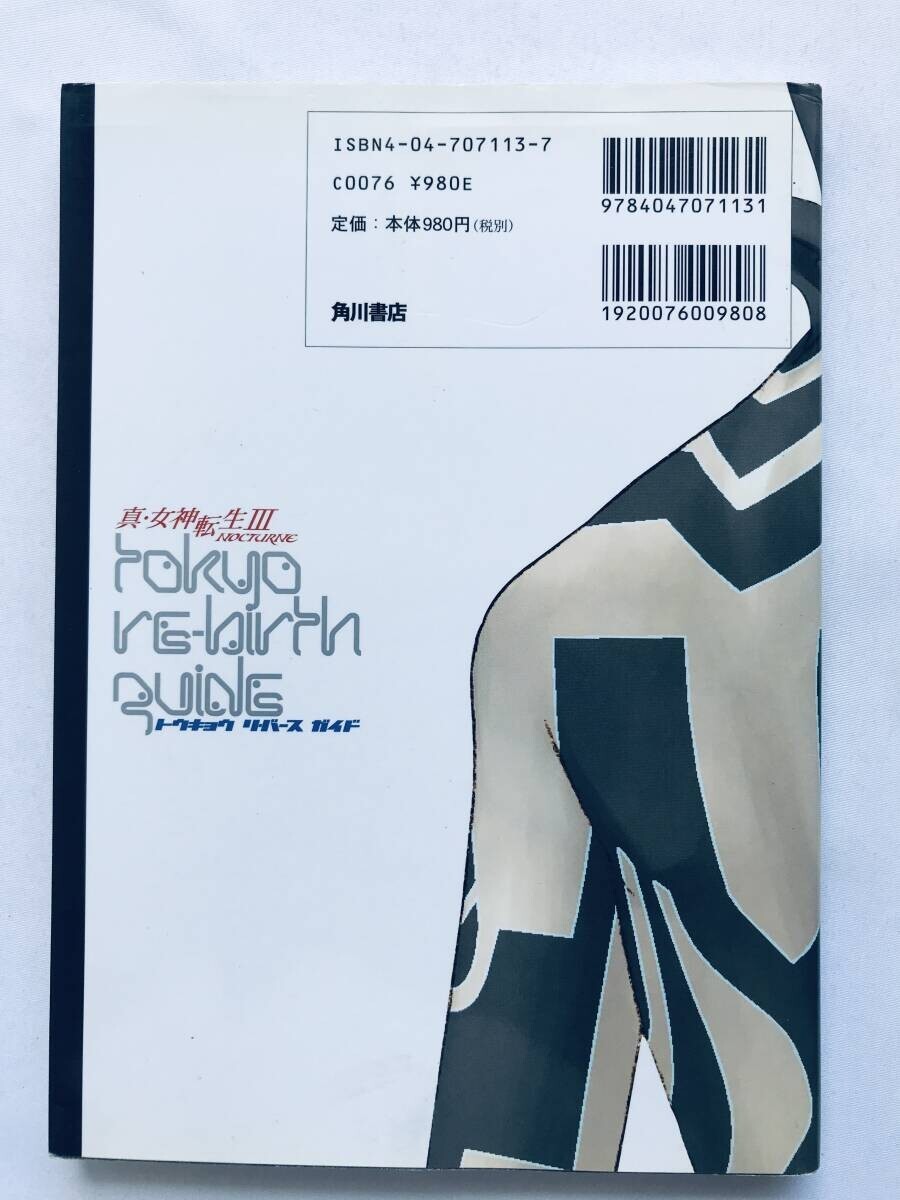 ISBN4-04-707113-7
C0076 ¥980E
定価：本体980円（税別）
角川書店
9784047071131
1920076009808
真・女神転生III
NOCTURNE
tokyo
rE-birth
guidE
トウキョウ リバース ガイド